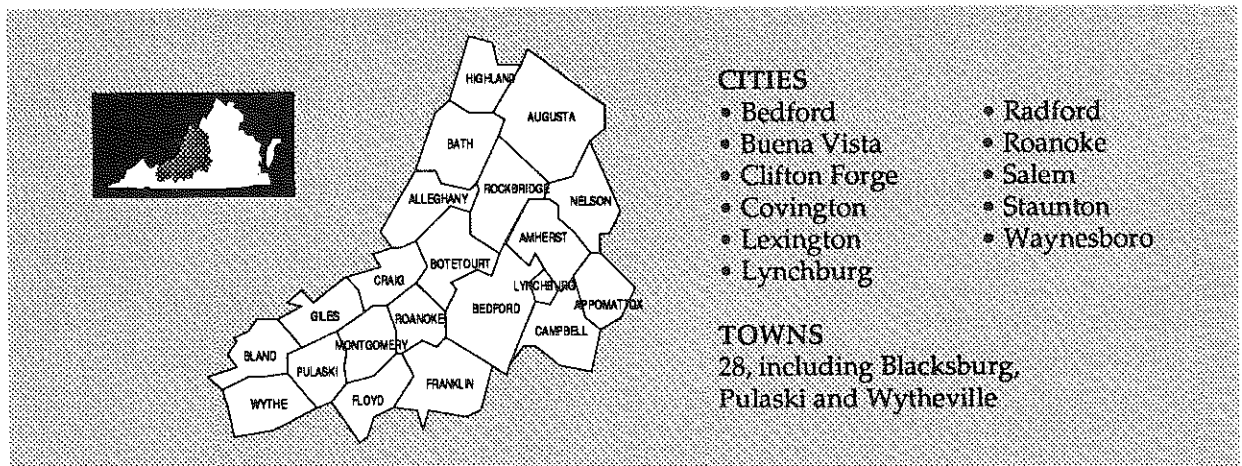 HIGHLAND
AUGUSTA
BATH
ALLEGHANY
ROCKBRIDGE
NELSON
AMHERST
BOTETOURT
CRAIG
LYNCHBURG
APPOMATTOX
BEDFORD
GILES
ROANOKE
CAMPBELL
MONTGOMERY
BLAND
PULASKI
FRANKLIN
WYTHE
FLOYD
CITIES
• Bedford
• Buena Vista
• Clifton Forge
• Covington
• Lexington
• Lynchburg
• Radford
• Roanoke
• Salem
• Staunton
• Waynesboro
TOWNS
28, including Blacksburg,
Pulaski and Wytheville